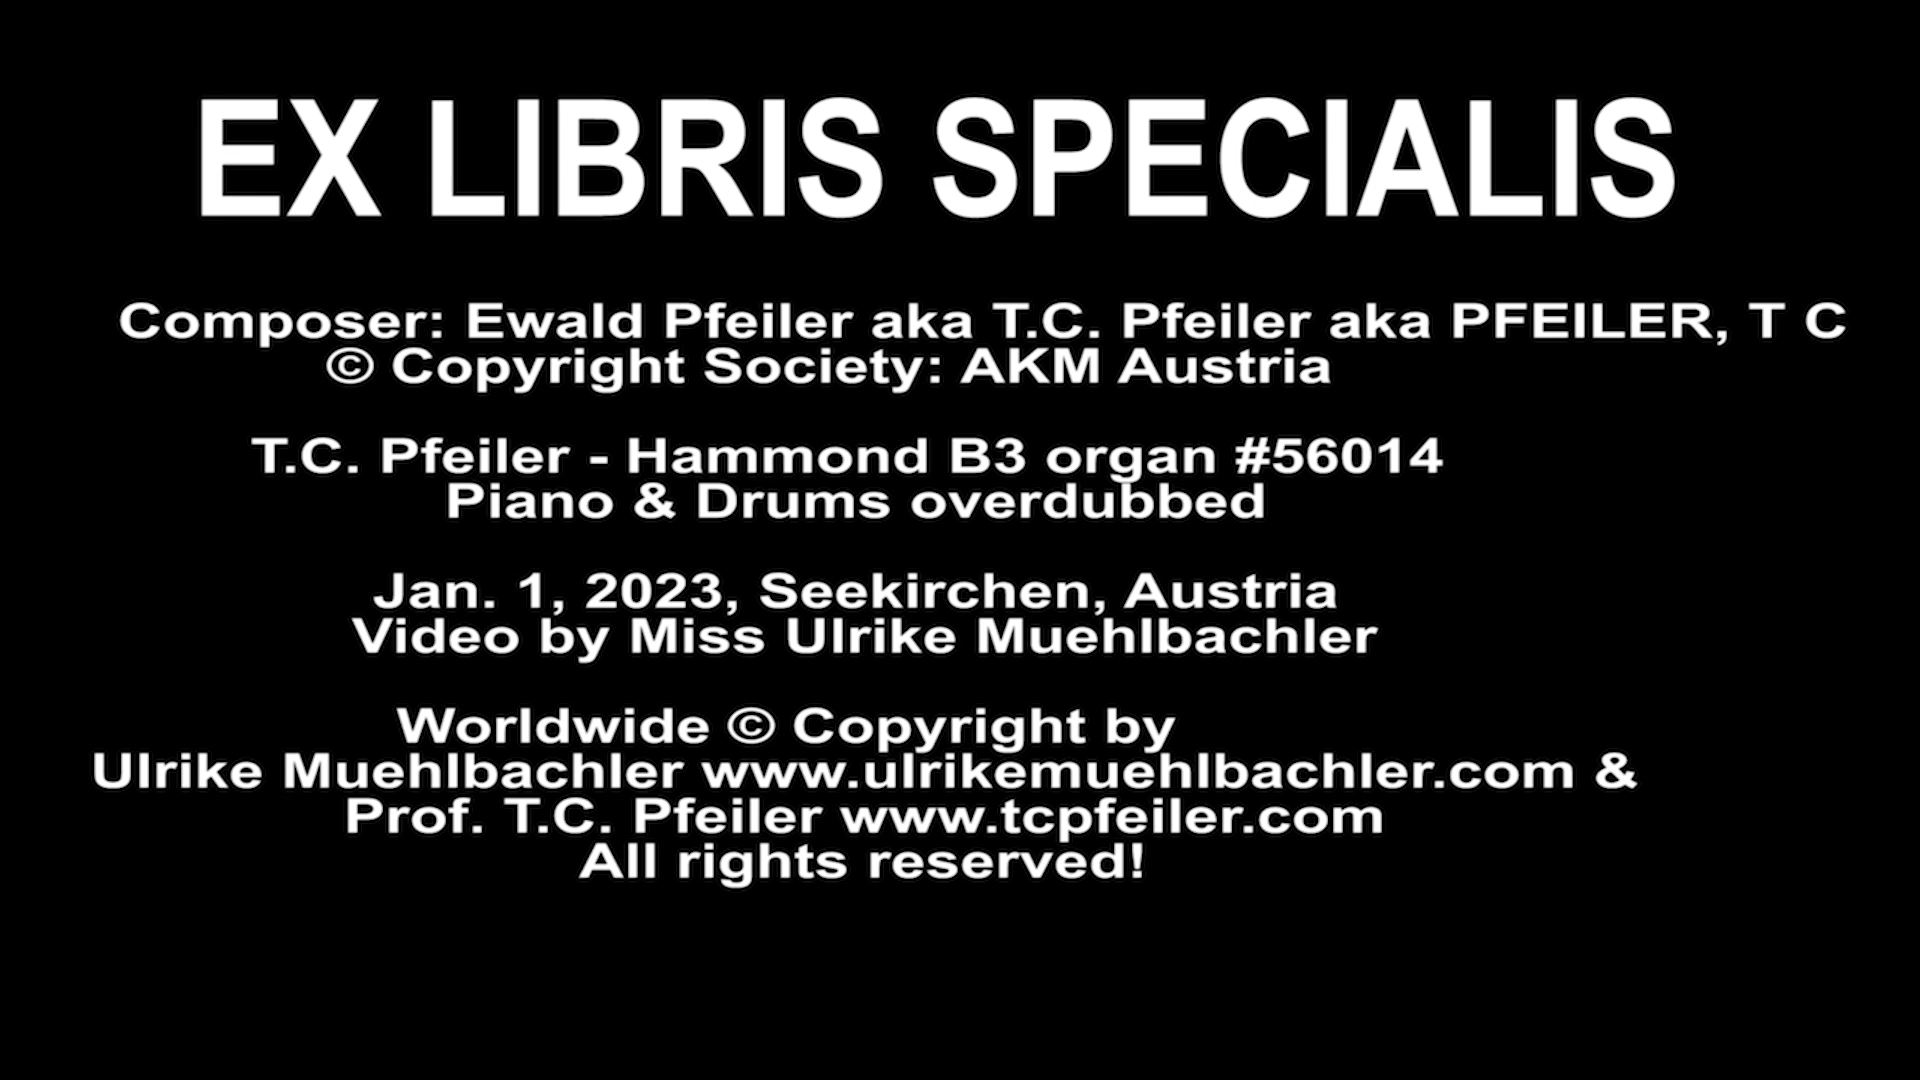 EX LIBRIS SPECIALIS
Composer: Ewald Pfeiler aka T.C. Pfeiler aka PFEILER, T C
© Copyright Society: AKM Austria
T.C. Pfeiler - Hammond B3 organ #56014
Piano & Drums overdubbed
Jan. 1, 2023, Seekirchen, Austria
Video by Miss Ulrike Muehlbachler
Worldwide © Copyright by
Ulrike Muehlbachler www.ulrikemuehlbachler.com &
Prof. T.C. Pfeiler www.tcpfeiler.com
All rights reserved!